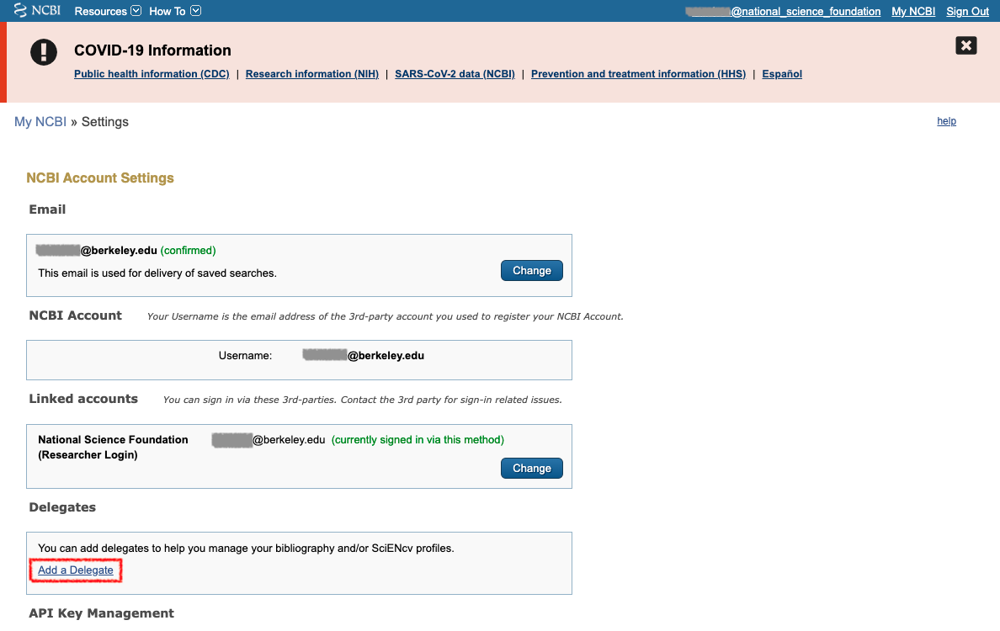 NCBI Resources How To @national_science_foundation My NCBI Sign Out
COVID-19 Information
Public health information (CDC) | Research information (NIH) | SARS-CoV-2 data (NCBI) | Prevention and treatment information (HHS) | Español
My NCBI » Settings help
NCBI Account Settings
Email
@berkeley.edu (confirmed)
This email is used for delivery of saved searches.
Change
NCBI Account Your Username is the email address of the 3rd-party account you used to register your NCBI Account.
Username: @berkeley.edu
Linked accounts You can sign in via these 3rd-parties. Contact the 3rd party for sign-in related issues.
National Science Foundation @berkeley.edu (currently signed in via this method)
(Researcher Login)
Change
Delegates
You can add delegates to help you manage your bibliography and/or SciENcv profiles.
Add a Delegate
API Key Management